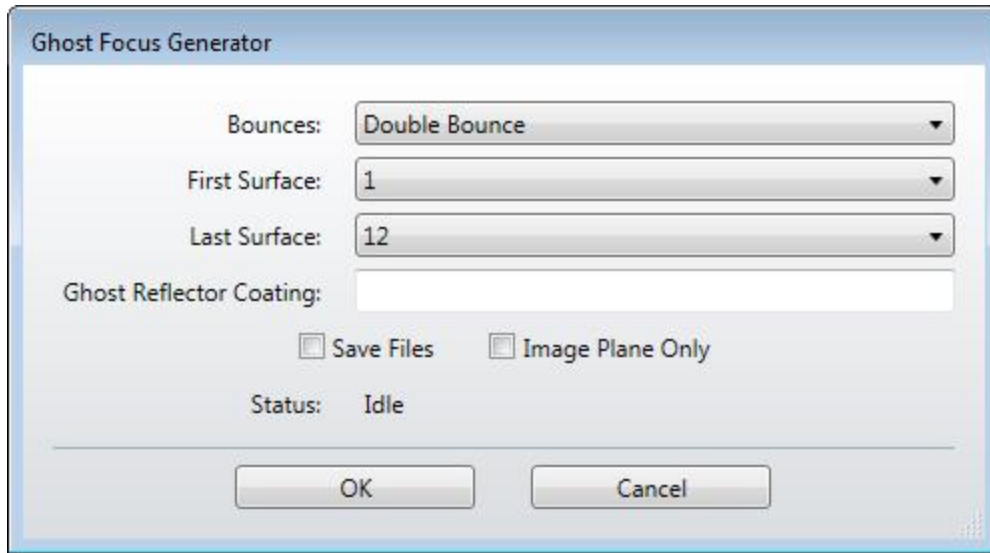 Ghost Focus Generator
Bounces: Double Bounce
First Surface: 1
Last Surface: 12
Ghost Reflector Coating:
Save Files Image Plane Only
Status: Idle
OK Cancel